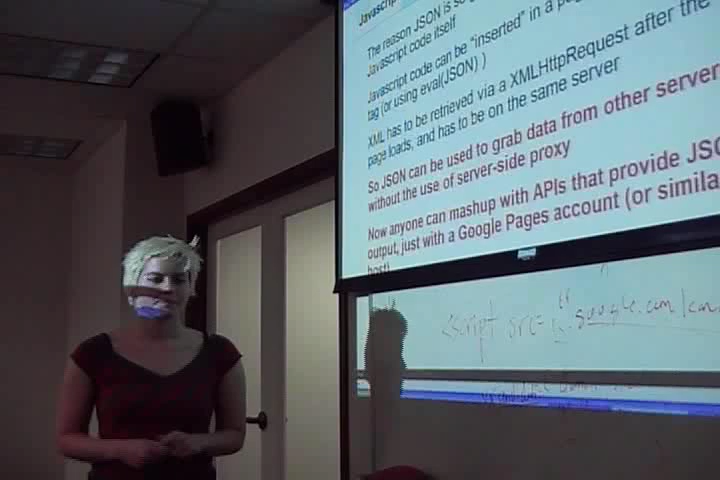 Javascrip
The reason JSON is so
Javascript code itself
Javascript code can be "inserted" in a pag
tag (or using eval(JSON) )
XML has to be retrieved via a XMLHttpRequest after the
page loads, and has to be on the same server
So JSON can be used to grab data from other server
without the use of server-side proxy
Now anyone can mashup with APIs that provide JSO
output, just with a Google Pages account (or simila
host)
<script src=